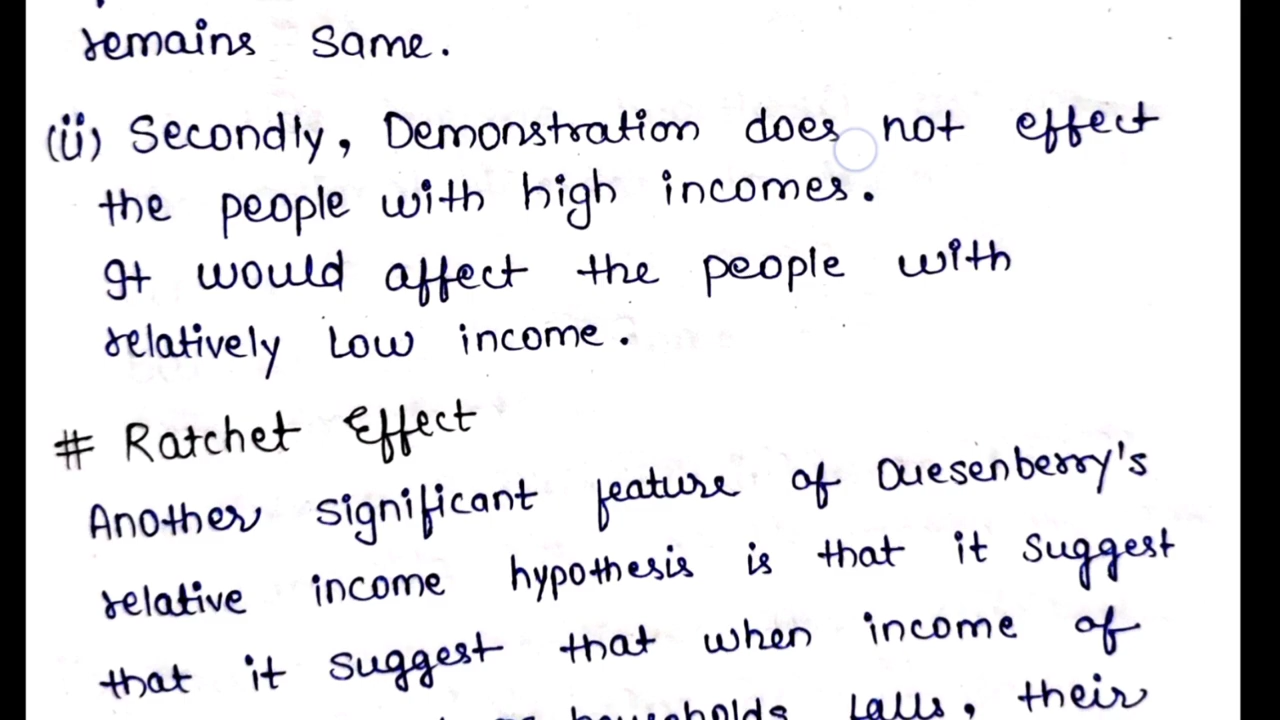 remains same.
(ii) Secondly, Demonstration does not effect
the people with high incomes.
It would affect the people with
relatively low income.
# Ratchet Effect
Another significant feature of Duesenberry's
relative income hypothesis is that it suggest
that it suggest that when income of
households falls, their